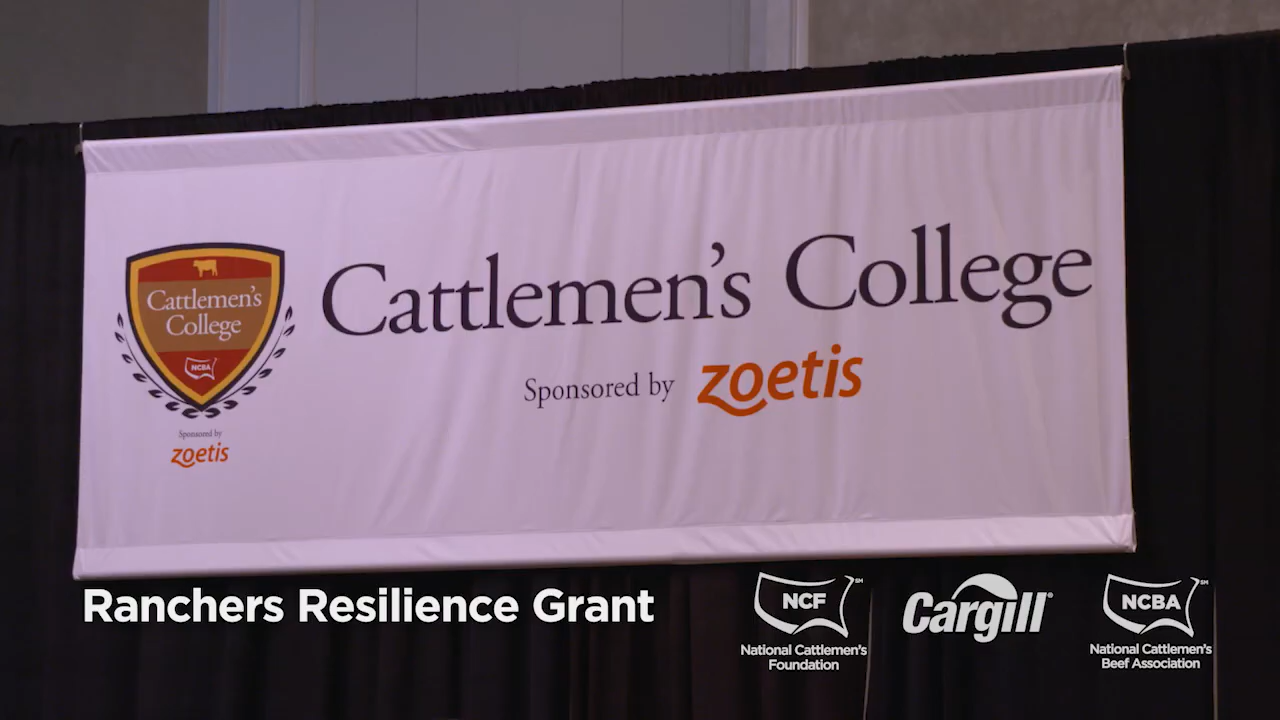 Cattlemen's College
Sponsored by zoetis
Cattlemen's
College
NCBA
Sponsored by
zoetis
Ranchers Resilience Grant
NCF
SM
National Cattlemen's
Foundation
Cargill®
NCBA
SM
National Cattlemen's
Beef Association